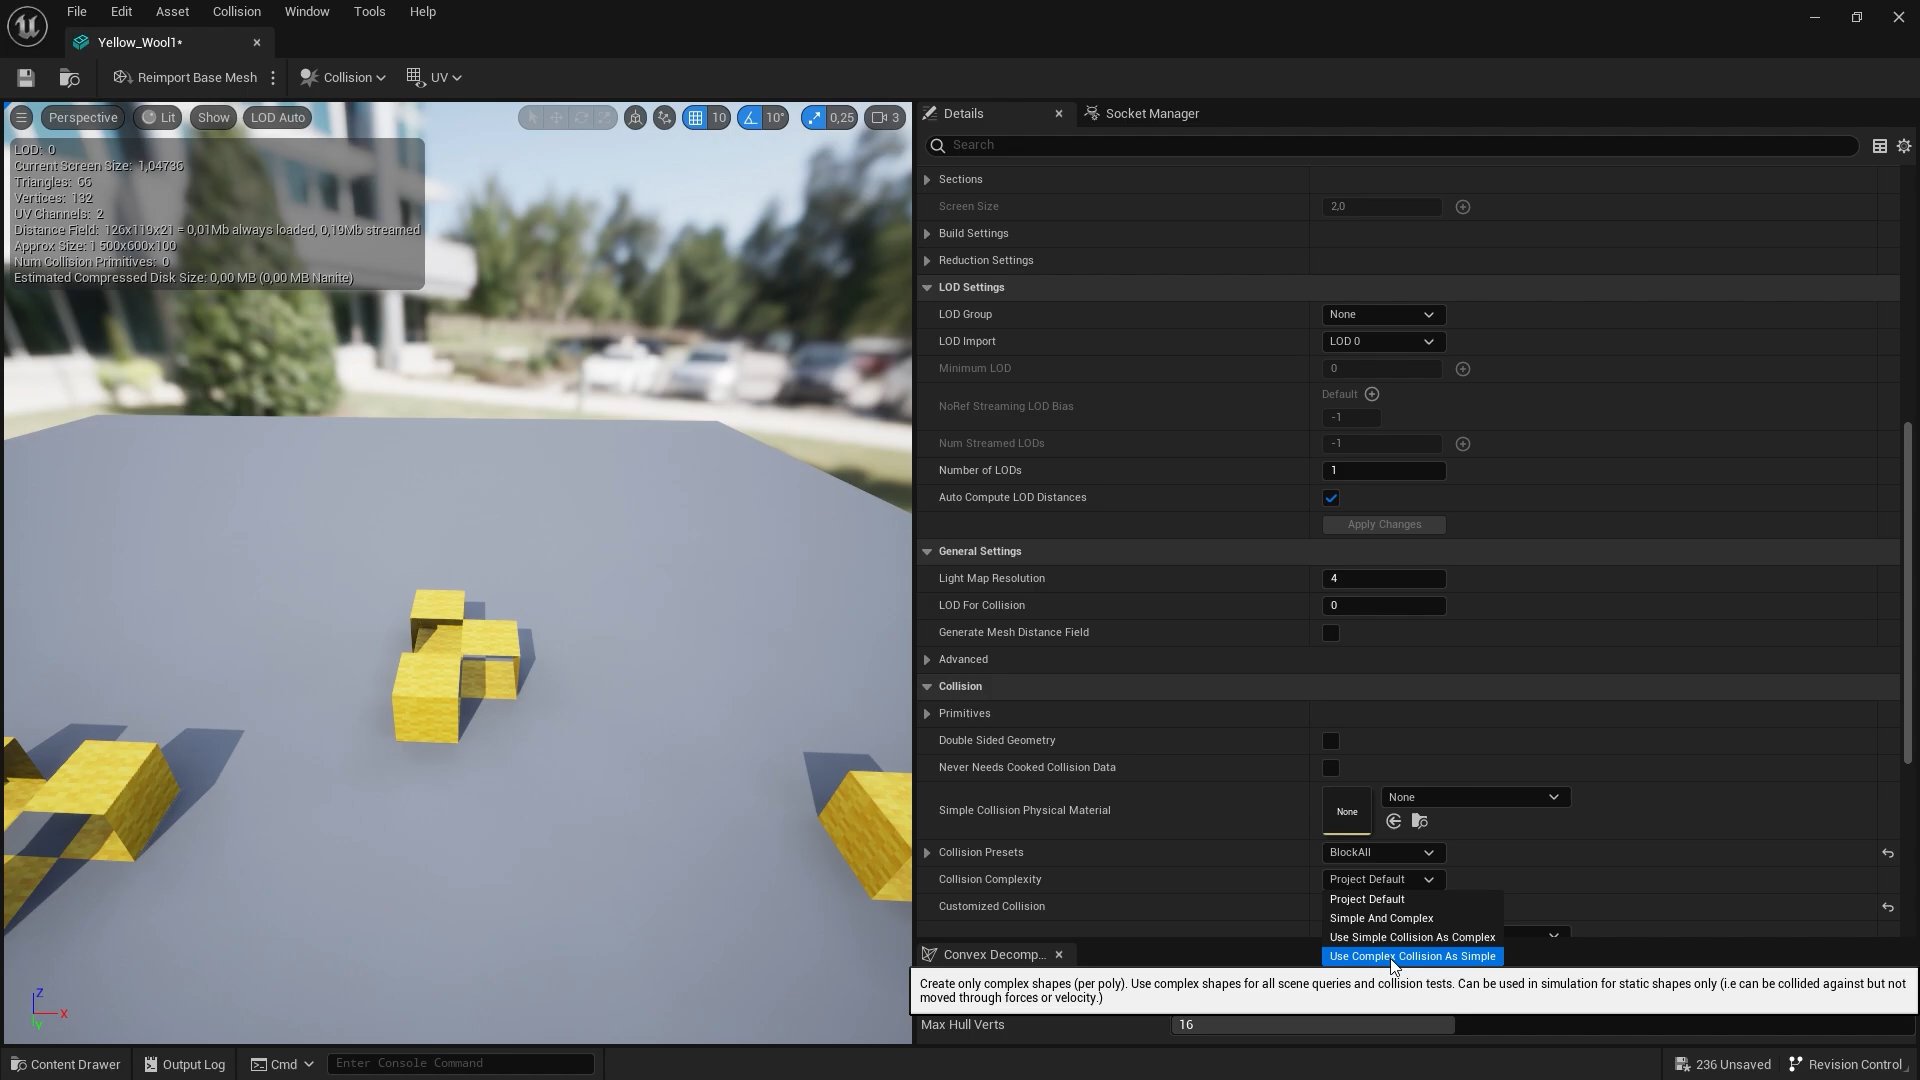 File Edit Asset Collision Window Tools Help
Yellow_Wool1*
Reimport Base Mesh Collision UV
Perspective Lit Show LOD Auto 10 10° 0,25 3
LOD: 0
Current Screen Size: 1,04736
Triangles: 66
Vertices: 132
UV Channels: 2
Distance Field: 126x119x21 = 0,01Mb always loaded, 0,19Mb streamed
Approx Size: 1 500x600x100
Num Collision Primitives: 0
Estimated Compressed Disk Size: 0,00 MB (0,00 MB Nanite)
Z
X
Y
Details Socket Manager
Search
Sections
Screen Size 2,0
Build Settings
Reduction Settings
LOD Settings
LOD Group None
LOD Import LOD 0
Minimum LOD 0
Default
NoRef Streaming LOD Bias
-1
Num Streamed LODs -1
Number of LODs 1
Auto Compute LOD Distances
Apply Changes
General Settings
Light Map Resolution 4
LOD For Collision 0
Generate Mesh Distance Field
Advanced
Collision
Primitives
Double Sided Geometry
Never Needs Cooked Collision Data
None
Simple Collision Physical Material None
Collision Presets BlockAll
Collision Complexity Project Default
Project Default
Customized Collision
Simple And Complex
Use Simple Collision As Complex
Convex Decomp... Use Complex Collision As Simple
Create only complex shapes (per poly). Use complex shapes for all scene queries and collision tests. Can be used in simulation for static shapes only (i.e can be collided against but not
moved through forces or velocity.)
Max Hull Verts 16
Content Drawer Output Log Cmd Enter Console Command 236 Unsaved Revision Control